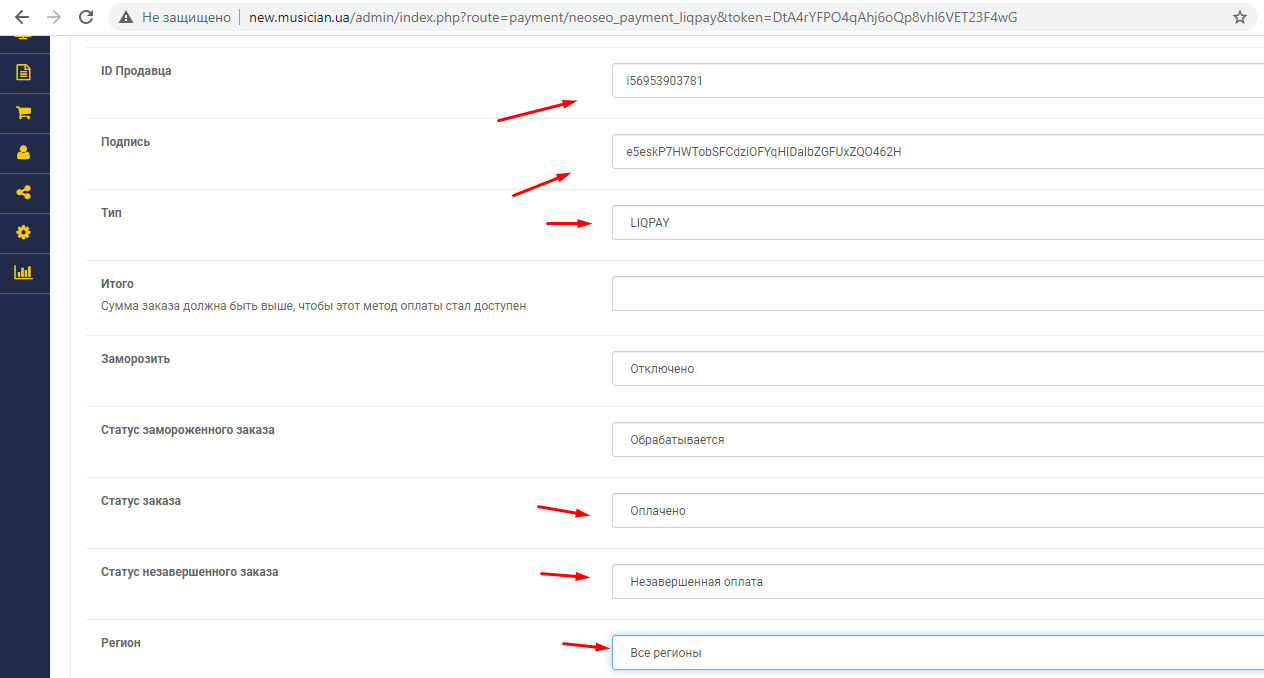 Не защищено new.musician.ua/admin/index.php?route=payment/neoseo_payment_liqpay&token=DtA4rYFPO4qAhj6oQp8vhI6VET23F4wG
ID Продавца
i56953903781
Подпись
e5eskP7HWTobSFCdziOFYqHIDaIbZGFUxZQO462H
Тип
LIQPAY
Итого
Сумма заказа должна быть выше, чтобы этот метод оплаты стал доступен
Заморозить
Отключено
Статус замороженного заказа
Обрабатывается
Статус заказа
Оплачено
Статус незавершенного заказа
Незавершенная оплата
Регион
Все регионы